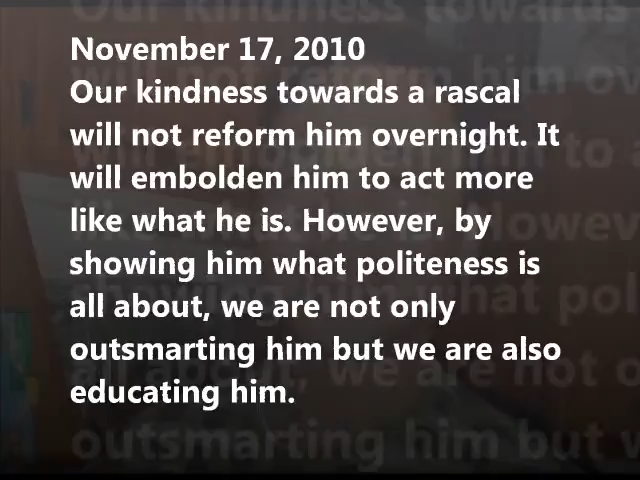 November 17, 2010
Our kindness towards a rascal
will not reform him overnight. It
will embolden him to act more
like what he is. However, by
showing him what politeness is
all about, we are not only
outsmarting him but we are also
educating him.